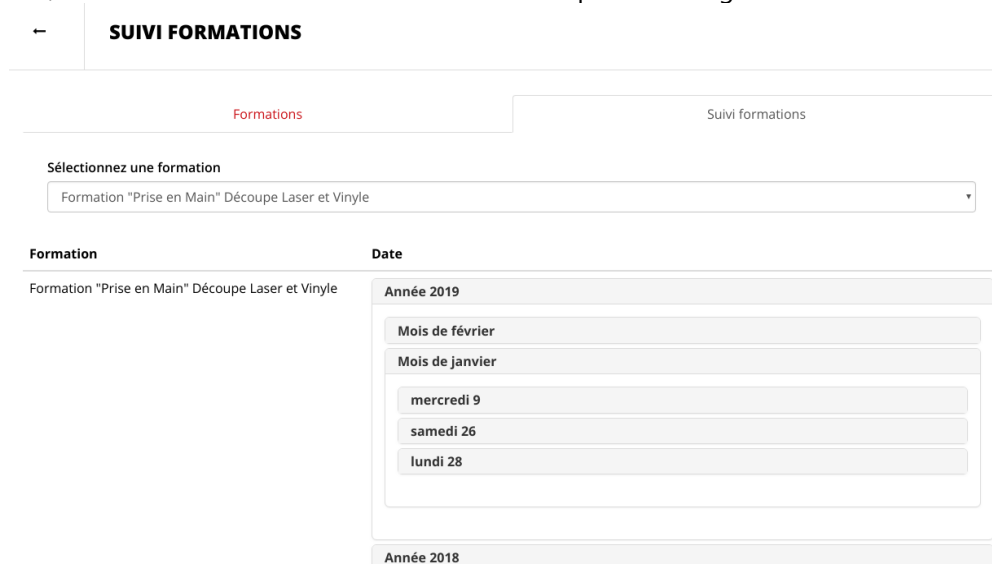 ← SUIVI FORMATIONS
Formations Suivi formations
Sélectionnez une formation
Formation "Prise en Main" Découpe Laser et Vinyle
Formation Date
Formation "Prise en Main" Découpe Laser et Vinyle
Année 2019
Mois de février
Mois de janvier
mercredi 9
samedi 26
lundi 28
Année 2018